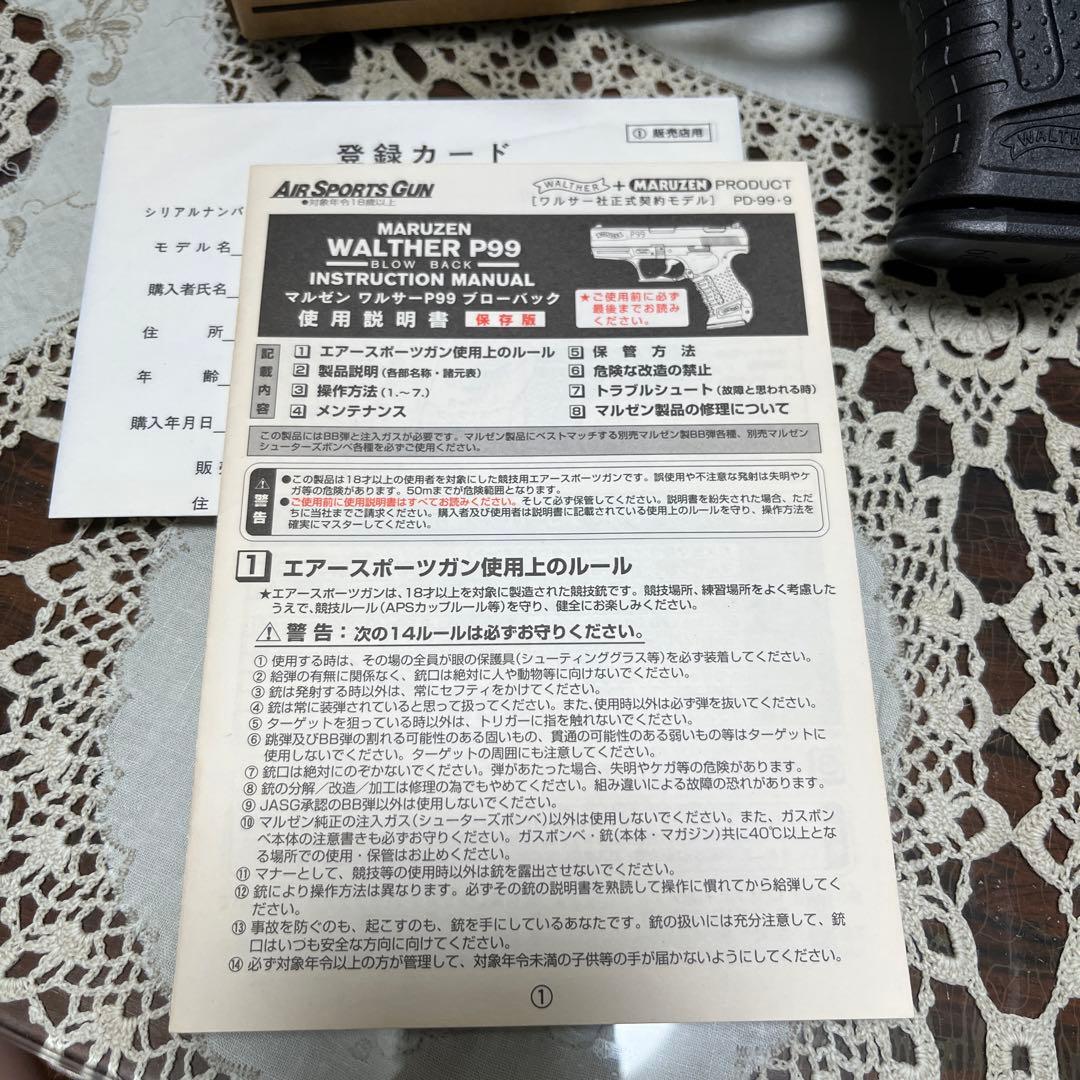 ① 販売店用
登録カード
シリアルナンバ
モデル名
購入者氏名
住 所
年 齢
購入年月日
販
住
WALTH
AIR SPORTS GUN
●対象年令18歳以上
WALTHER + MARUZEN PRODUCT
[ワルサー社正式契約モデル] PD-99・9
MARUZEN
WALTHER P99
BLOW BACK
INSTRUCTION MANUAL
マルゼン ワルサーP99 ブローバック
使用説明書 保存版
P99
★ご使用前に必ず
最後までお読み
ください。
記載内容
1 エアースポーツガン使用上のルール
2 製品説明(各部名称・諸元表)
3 操作方法(1.〜7.)
4 メンテナンス
5 保管方法
6 危険な改造の禁止
7 トラブルシュート(故障と思われる時)
8 マルゼン製品の修理について
この製品にはBB弾と注入ガスが必要です。マルゼン製品にベストマッチする別売マルゼン製BB弾各種、別売マルゼン
シューターズボンベ各種を必ずご使用ください。
警告
●この製品は18才以上の使用者を対象にした競技用エアースポーツガンです。誤使用や不注意な発射は失明やケ
ガ等の危険があります。50mまでが危険範囲となります。
●ご使用前に使用説明書はすべてお読みください。そして必ず保管してください。説明書を紛失された場合、ただ
ちに当社までご請求ください。購入者及び使用者は説明書に記載されている使用上のルールを守り、操作方法を
確実にマスターしてください。
1 エアースポーツガン使用上のルール
★エアースポーツガンは、18才以上を対象に製造された競技銃です。競技場所、練習場所をよく考慮した
うえで、競技ルール(APSカップルール等)を守り、健全にお楽しみください。
警告：次の14ルールは必ずお守りください。
① 使用する時は、その場の全員が眼の保護具(シューティンググラス等)を必ず装着してください。
② 給弾の有無に関係なく、銃口は絶対に人や動物等に向けないでください。
③ 銃は発射する時以外は、常にセフティをかけてください。
④ 銃は常に装弾されていると思って扱ってください。また、使用時以外は必ず弾を抜いてください。
⑤ ターゲットを狙っている時以外は、トリガーに指を触れないでください。
⑥ 跳弾及びBB弾の割れる可能性のある固いもの、貫通の可能性のある弱いもの等はターゲットに
使用しないでください。ターゲットの周囲にも注意してください。
⑦ 銃口は絶対にのぞかないでください。弾があたった場合、失明やケガ等の危険があります。
⑧ 銃の分解／改造／加工は修理の為でもやめてください。組み違いによる故障の恐れがあります。
⑨ JASG承認のBB弾以外は使用しないでください。
⑩ マルゼン純正の注入ガス(シューターズボンベ)以外は使用しないでください。また、ガスボン
ベ本体の注意書きも必ずお守りください。ガスボンベ・銃(本体・マガジン)共に40℃以上とな
る場所での使用・保管はお止めください。
⑪ マナーとして、競技等の使用時以外は銃を露出させないでください。
⑫ 銃により操作方法は異なります。必ずその銃の説明書を熟読して操作に慣れてから給弾してく
ださい。
⑬ 事故を防ぐのも、起こすのも、銃を手にしているあなたです。銃の扱いには充分注意して、銃
口はいつも安全な方向に向けてください。
⑭ 必ず対象年令以上の方が管理して、対象年令未満の子供等の手が届かないようにしてください。
①